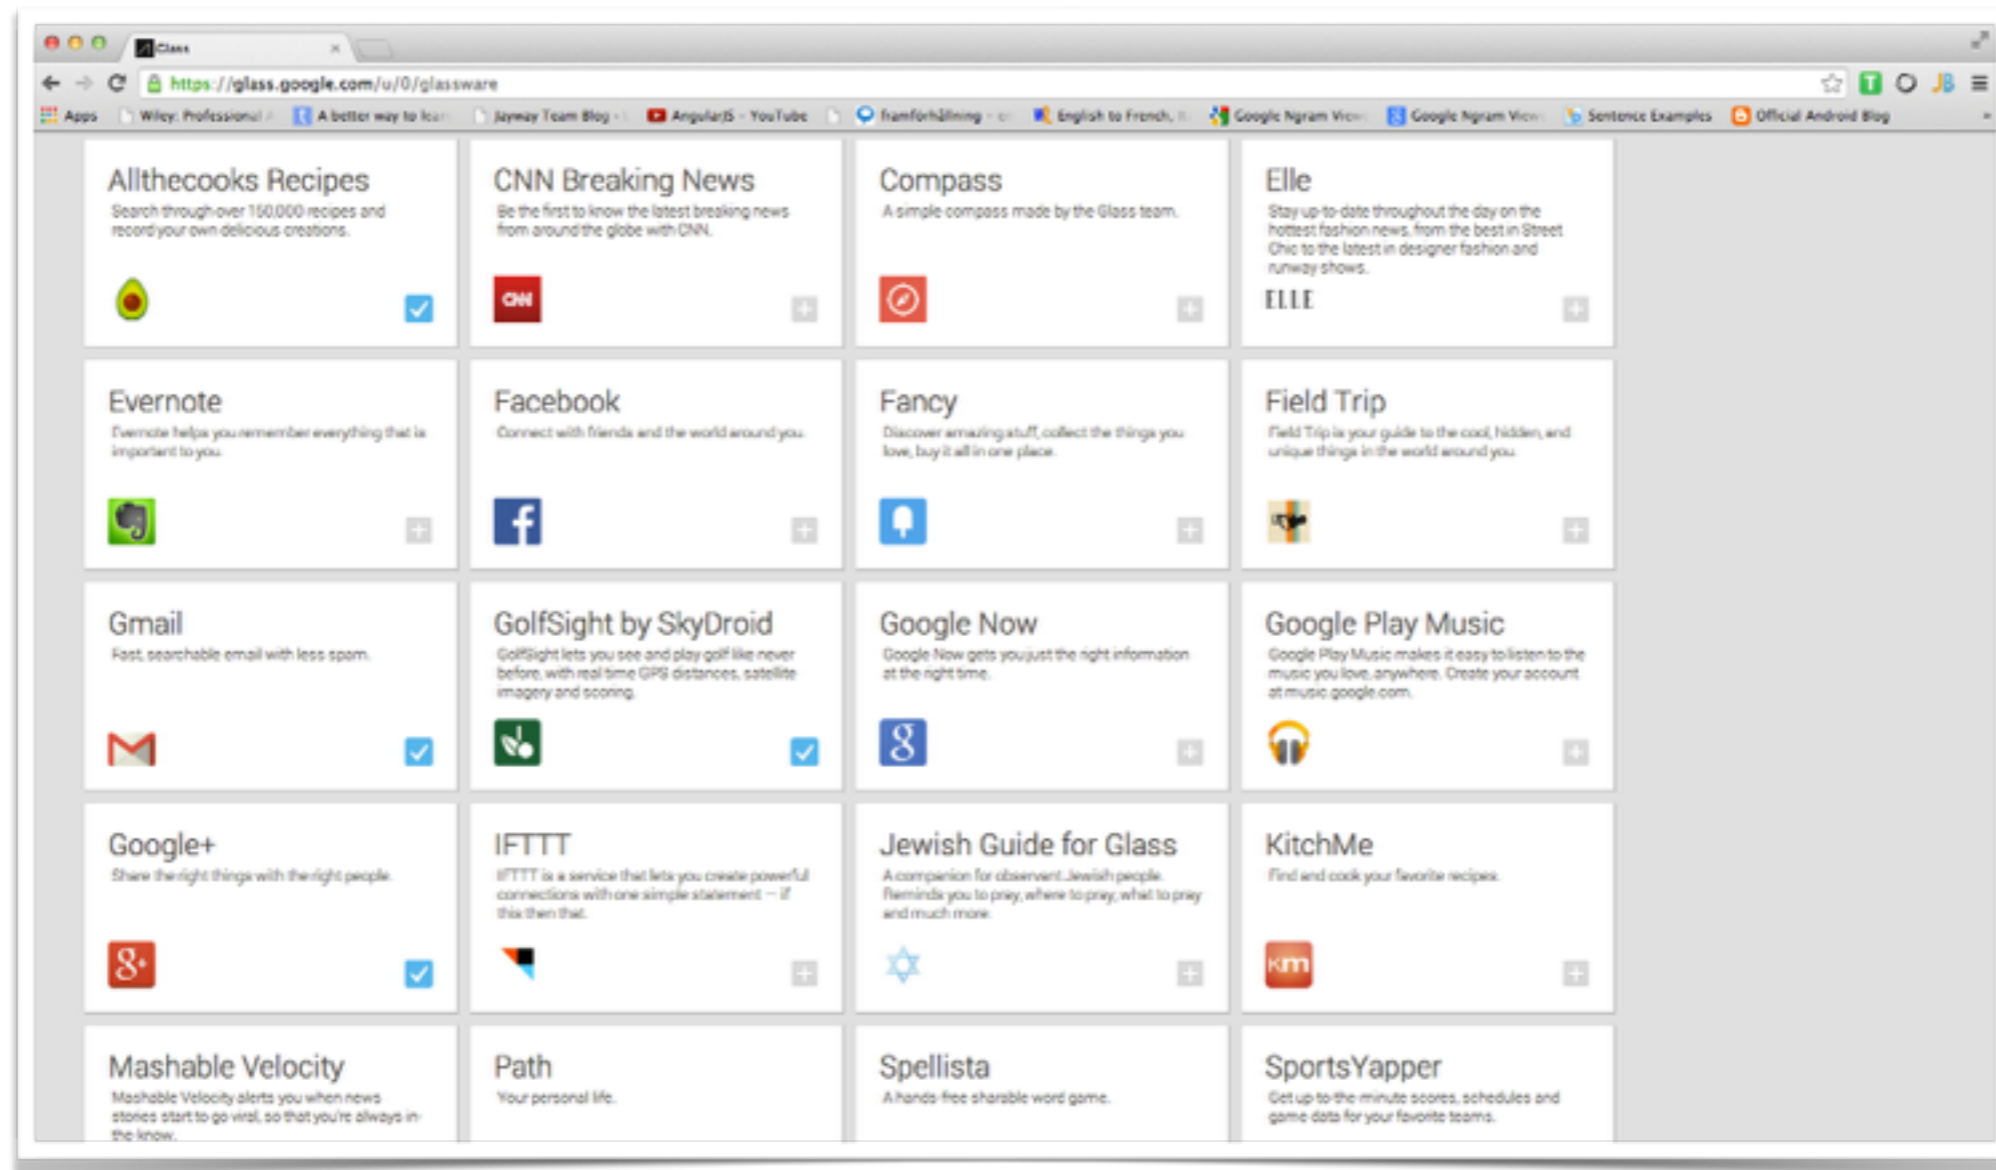 Glass
https://glass.google.com/u/0/glassware
T JB
Apps Wiley: Professional A better way to lear Jayway Team Blog - AngularJS - YouTube framförhållning - English to French, Google Ngram View Google Ngram View Sentence Examples Official Android Blog
Allthecooks Recipes
Search through over 150,000 recipes and
record your own delicious creations.
CNN Breaking News
Be the first to know the latest breaking news
from around the globe with CNN.
CNN
Compass
A simple compass made by the Glass team.
Elle
Stay up-to-date throughout the day on the
hottest fashion news, from the best in Street
Chic to the latest in designer fashion and
runway shows.
ELLE
Evernote
Evernote helps you remember everything that is
important to you.
Facebook
Connect with friends and the world around you.
f
Fancy
Discover amazing stuff, collect the things you
love, buy it all in one place.
Field Trip
Field Trip is your guide to the cool, hidden, and
unique things in the world around you.
Gmail
Fast, searchable email with less spam.
GolfSight by SkyDroid
GolfSight lets you see and play golf like never
before, with real time GPS distances, satellite
imagery and scoring.
Google Now
Google Now gets you just the right information
at the right time.
8
Google Play Music
Google Play Music makes it easy to listen to the
music you love, anywhere. Create your account
at music.google.com.
Google+
Share the right things with the right people.
8+
IFTTT
IFTTT is a service that lets you create powerful
connections with one simple statement — if
this then that.
Jewish Guide for Glass
A companion for observant Jewish people.
Reminds you to pray, where to pray, what to pray
and much more.
KitchMe
Find and cook your favorite recipes.
km
Mashable Velocity
Mashable Velocity alerts you when news
stories start to go viral, so that you're always in-
the-know.
Path
Your personal life.
Spellista
A hands-free sharable word game.
SportsYapper
Get up to the minute scores, schedules and
game data for your favorite teams.